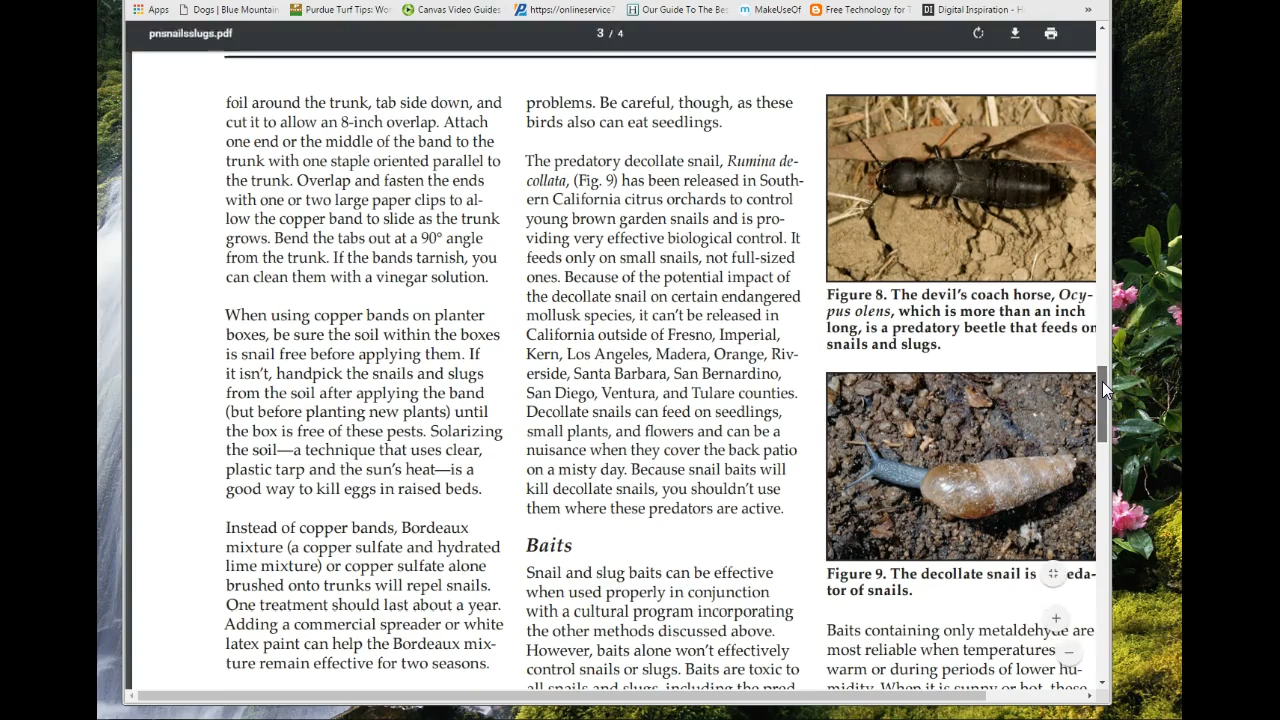 Apps
Dogs | Blue Mountain
Purdue Turf Tips: Wo
Canvas Video Guides
https://onlineservice
Our Guide To The Bes
MakeUseOf
Free Technology for T
Digital Inspiration - H
»
pnsnailsslugs.pdf
3 / 4
foil around the trunk, tab side down, and
cut it to allow an 8-inch overlap. Attach
one end or the middle of the band to the
trunk with one staple oriented parallel to
the trunk. Overlap and fasten the ends
with one or two large paper clips to al-
low the copper band to slide as the trunk
grows. Bend the tabs out at a 90° angle
from the trunk. If the bands tarnish, you
can clean them with a vinegar solution.
When using copper bands on planter
boxes, be sure the soil within the boxes
is snail free before applying them. If
it isn't, handpick the snails and slugs
from the soil after applying the band
(but before planting new plants) until
the box is free of these pests. Solarizing
the soil—a technique that uses clear,
plastic tarp and the sun's heat—is a
good way to kill eggs in raised beds.
Instead of copper bands, Bordeaux
mixture (a copper sulfate and hydrated
lime mixture) or copper sulfate alone
brushed onto trunks will repel snails.
One treatment should last about a year.
Adding a commercial spreader or white
latex paint can help the Bordeaux mix-
ture remain effective for two seasons.
problems. Be careful, though, as these
birds also can eat seedlings.
The predatory decollate snail, Rumina de-
collata, (Fig. 9) has been released in South-
ern California citrus orchards to control
young brown garden snails and is pro-
viding very effective biological control. It
feeds only on small snails, not full-sized
ones. Because of the potential impact of
the decollate snail on certain endangered
mollusk species, it can't be released in
California outside of Fresno, Imperial,
Kern, Los Angeles, Madera, Orange, Riv-
erside, Santa Barbara, San Bernardino,
San Diego, Ventura, and Tulare counties.
Decollate snails can feed on seedlings,
small plants, and flowers and can be a
nuisance when they cover the back patio
on a misty day. Because snail baits will
kill decollate snails, you shouldn't use
them where these predators are active.
Baits
Snail and slug baits can be effective
when used properly in conjunction
with a cultural program incorporating
the other methods discussed above.
However, baits alone won't effectively
control snails or slugs. Baits are toxic to
all snails and slugs, including the pred-
Figure 8. The devil's coach horse, Ocy-
pus olens, which is more than an inch
long, is a predatory beetle that feeds on
snails and slugs.
Figure 9. The decollate snail is eda-
tor of snails.
Baits containing only metaldehyde are
most reliable when temperatures
warm or during periods of lower hu-
midity. When it is sunny or hot, these